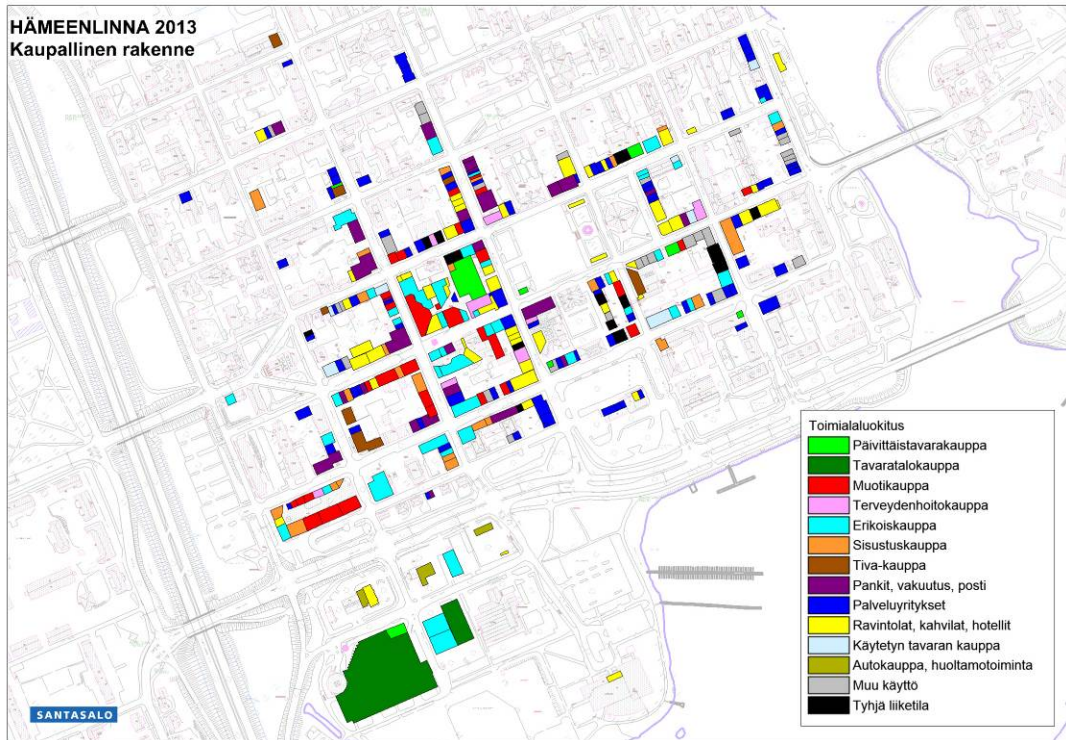 HÄMEENLINNA 2013
Kaupallinen rakenne
Toimialaluokitus
Päivittäistavarakauppa
Tavaratalokauppa
Muotikauppa
Terveydenhoitokauppa
Erikoiskauppa
Sisustuskauppa
Tiva-kauppa
Pankit, vakuutus, posti
Palveluyritykset
Ravintolat, kahvilat, hotellit
Käytetyn tavaran kauppa
Autokauppa, huoltamotoiminta
Muu käyttö
Tyhjä liiketila
SANTASALO